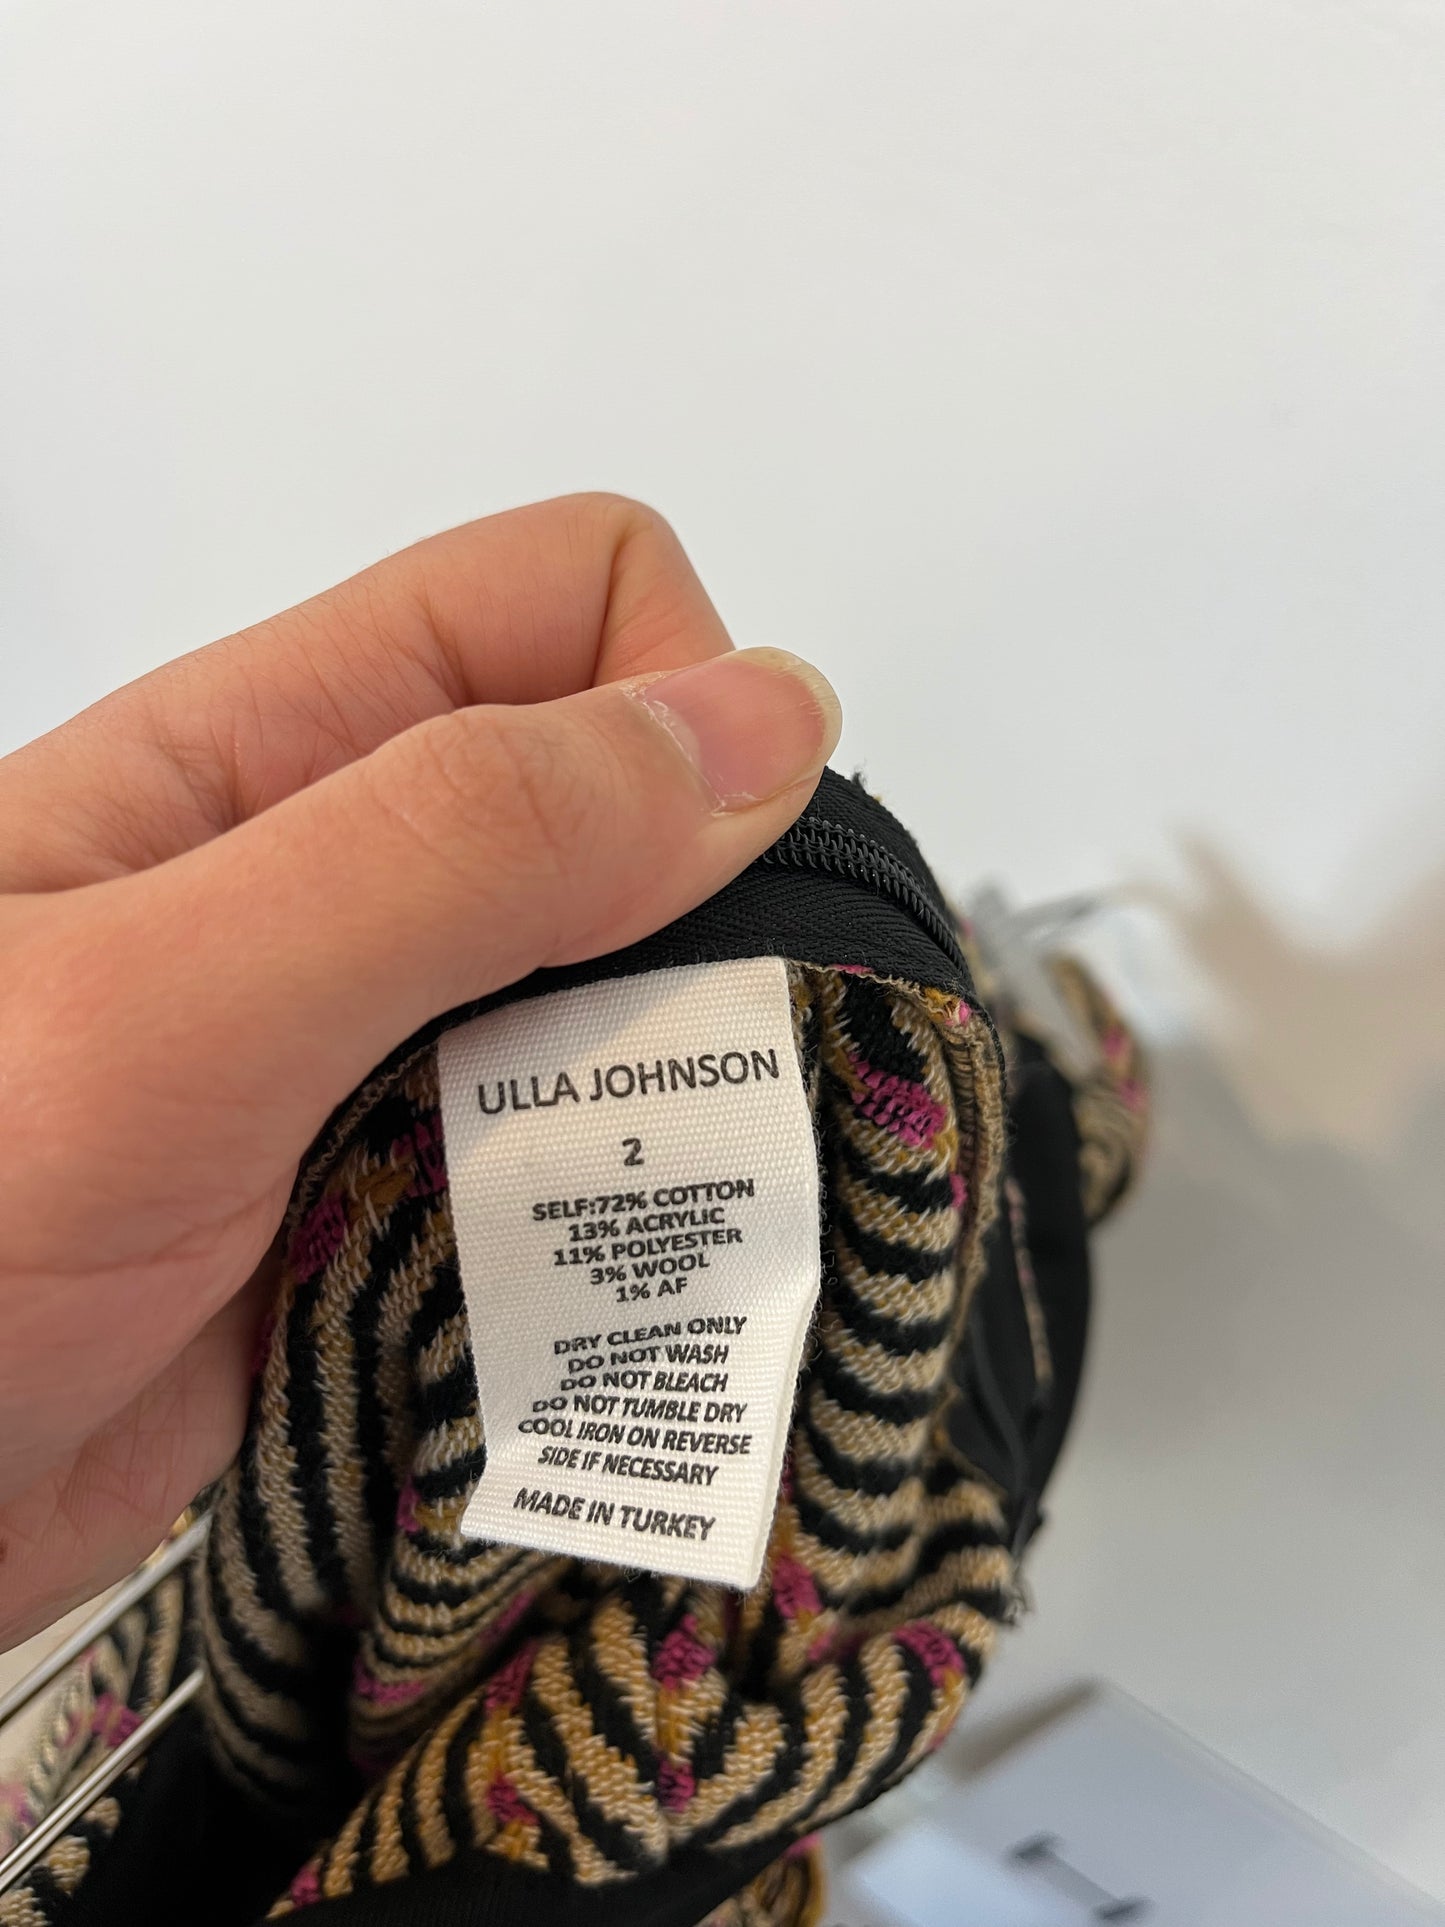 ULLA JOHNSON
2
SELF:72% COTTON
13% ACRYLIC
11% POLYESTER
3% WOOL
1% AF
DRY CLEAN ONLY
DO NOT WASH
DO NOT BLEACH
DO NOT TUMBLE DRY
COOL IRON ON REVERSE
SIDE IF NECESSARY
MADE IN TURKEY